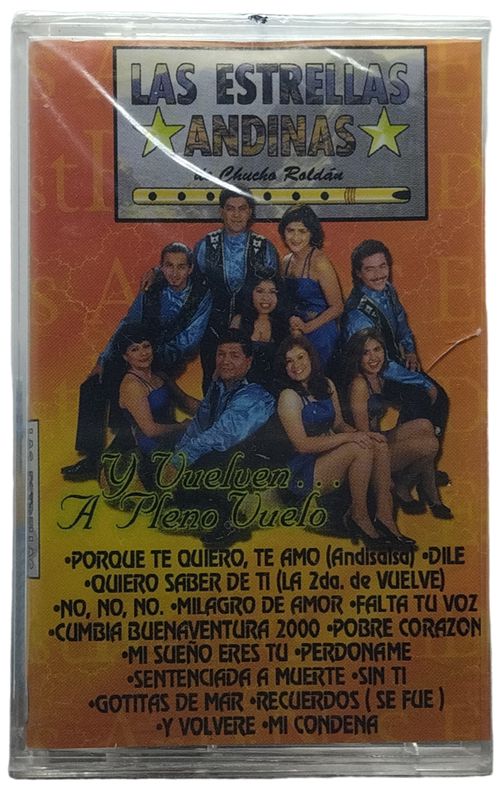 LAS ESTRELLAS
ANDINAS
de Chucho Roldán
Y Vuelven...
A Pleno Vuelo
•PORQUE TE QUIERO, TE AMO (Andisalsa) •DILE
•QUIERO SABER DE TI (LA 2da. de VUELVE)
•NO, NO, NO. •MILAGRO DE AMOR •FALTA TU VOZ
•CUMBIA BUENAVENTURA 2000 •POBRE CORAZON
•MI SUEÑO ERES TU •PERDONAME
•SENTENCIADA A MUERTE •SIN TI
•GOTITAS DE MAR •RECUERDOS ( SE FUE )
•Y VOLVERE •MI CONDENA